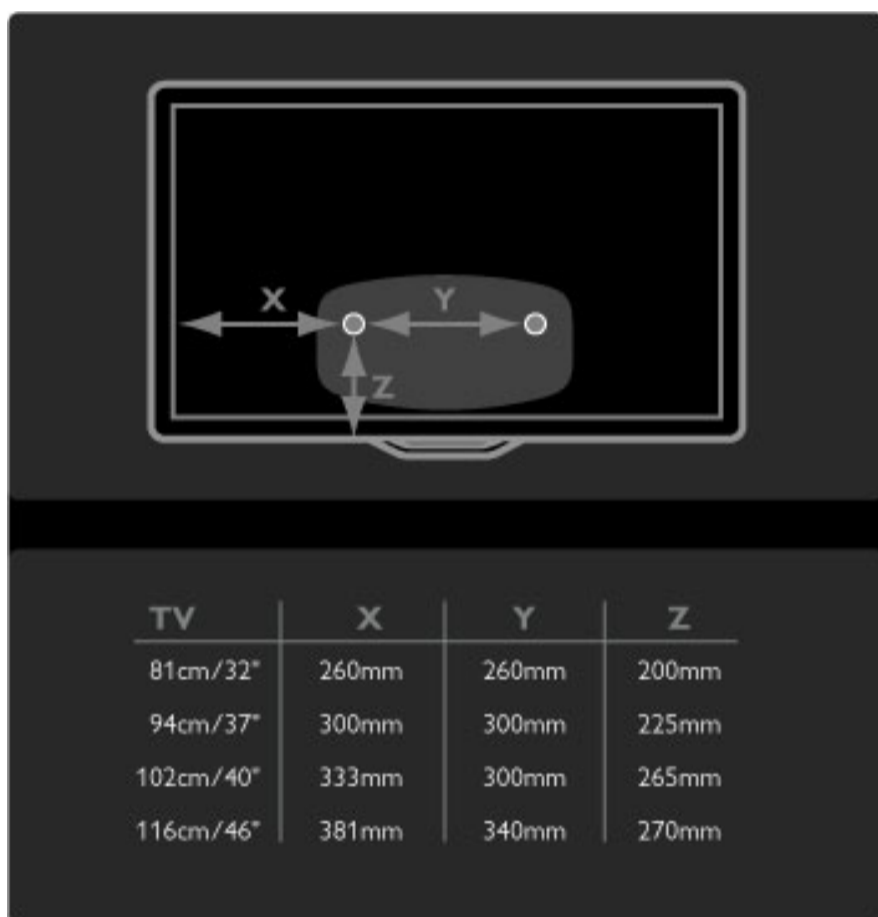 X Y
Z
TV X Y Z
81cm/32" 260mm 260mm 200mm
94cm/37" 300mm 300mm 225mm
102cm/40" 333mm 300mm 265mm
116cm/46" 381mm 340mm 270mm